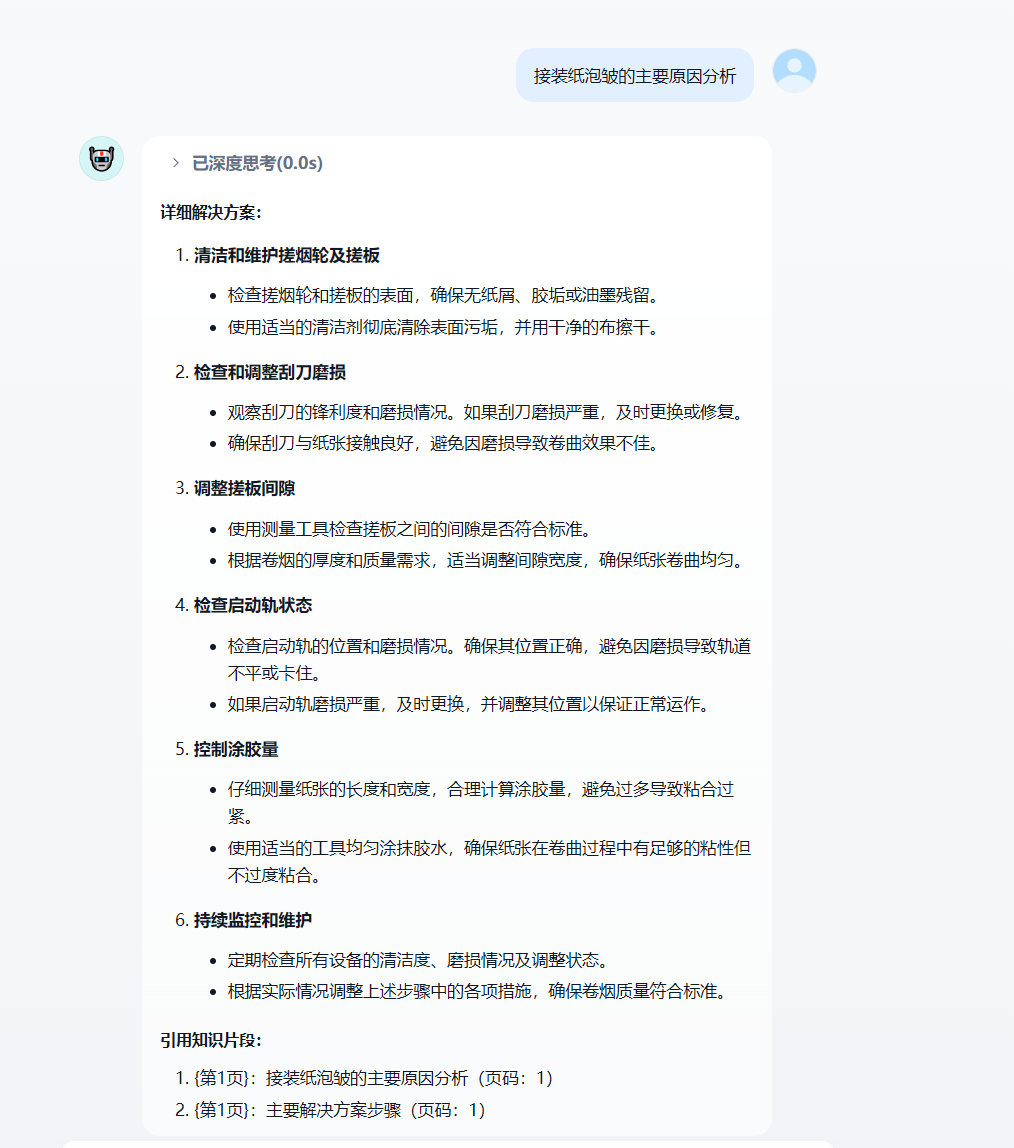 接装纸泡皱的主要原因分析
已深度思考(0.0s)
详细解决方案：
1. 清洁和维护搓烟轮及搓板
检查搓烟轮和搓板的表面，确保无纸屑、胶垢或油墨残留。
使用适当的清洁剂彻底清除表面污垢，并用干净的布擦干。
2. 检查和调整刮刀磨损
观察刮刀的锋利度和磨损情况。如果刮刀磨损严重，及时更换或修复。
确保刮刀与纸张接触良好，避免因磨损导致卷曲效果不佳。
3. 调整搓板间隙
使用测量工具检查搓板之间的间隙是否符合标准。
根据卷烟的厚度和质量需求，适当调整间隙宽度，确保纸张卷曲均匀。
4. 检查启动轨状态
检查启动轨的位置和磨损情况。确保其位置正确，避免因磨损导致轨道
不平或卡住。
如果启动轨磨损严重，及时更换，并调整其位置以保证正常运作。
5. 控制涂胶量
仔细测量纸张的长度和宽度，合理计算涂胶量，避免过多导致粘合过
紧。
使用适当的工具均匀涂抹胶水，确保纸张在卷曲过程中有足够的粘性但
不过度粘合。
6. 持续监控和维护
定期检查所有设备的清洁度、磨损情况及调整状态。
根据实际情况调整上述步骤中的各项措施，确保卷烟质量符合标准。
引用知识片段：
1. {第1页}：接装纸泡皱的主要原因分析（页码：1）
2. {第1页}：主要解决方案步骤（页码：1）